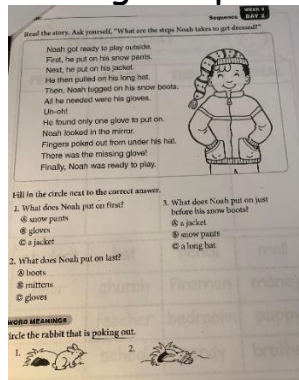 WEEK 9
Sequence DAY 2
Read the story. Ask yourself, "What are the steps Noah takes to get dressed?"
Noah got ready to play outside.
First, he put on his snow pants.
Next, he put on his jacket.
He then pulled on his long hat.
Then, Noah tugged on his snow boots.
All he needed were his gloves.
Uh-oh!
He found only one glove to put on.
Noah looked in the mirror.
Fingers poked out from under his hat.
There was the missing glove!
Finally, Noah was ready to play.
Fill in the circle next to the correct answer.
1. What does Noah put on first?
Ⓐ snow pants
Ⓑ gloves
Ⓒ a jacket
2. What does Noah put on last?
Ⓐ boots
Ⓑ mittens
Ⓒ gloves
3. What does Noah put on just
before his snow boots?
Ⓐ a jacket
Ⓑ snow pants
Ⓒ a long hat
WORD MEANINGS
ircle the rabbit that is poking out.
1.
2.